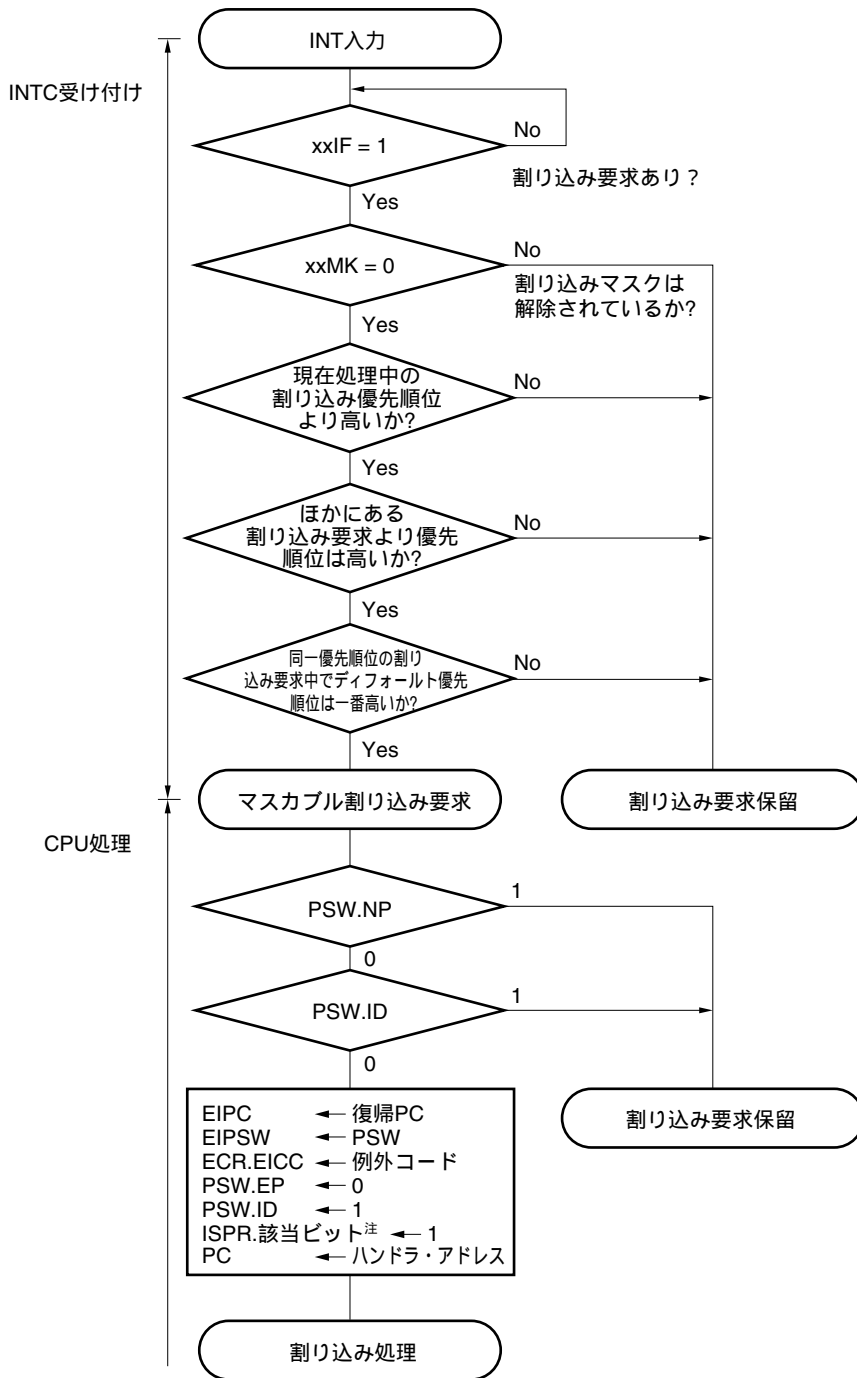 INT入力
INTC受け付け
xxIF = 1
No
割り込み要求あり？
Yes
xxMK = 0
No
割り込みマスクは
解除されているか?
Yes
現在処理中の
割り込み優先順位
より高いか?
No
Yes
ほかにある
割り込み要求より優先
順位は高いか?
No
Yes
同一優先順位の割り
込み要求中でディフォールト優先
順位は一番高いか?
No
Yes
マスカブル割り込み要求
割り込み要求保留
CPU処理
PSW.NP
1
0
PSW.ID
1
0
EIPC ← 復帰PC
EIPSW ← PSW
ECR.EICC ← 例外コード
PSW.EP ← 0
PSW.ID ← 1
ISPR.該当ビット注 ← 1
PC ← ハンドラ・アドレス
割り込み要求保留
割り込み処理